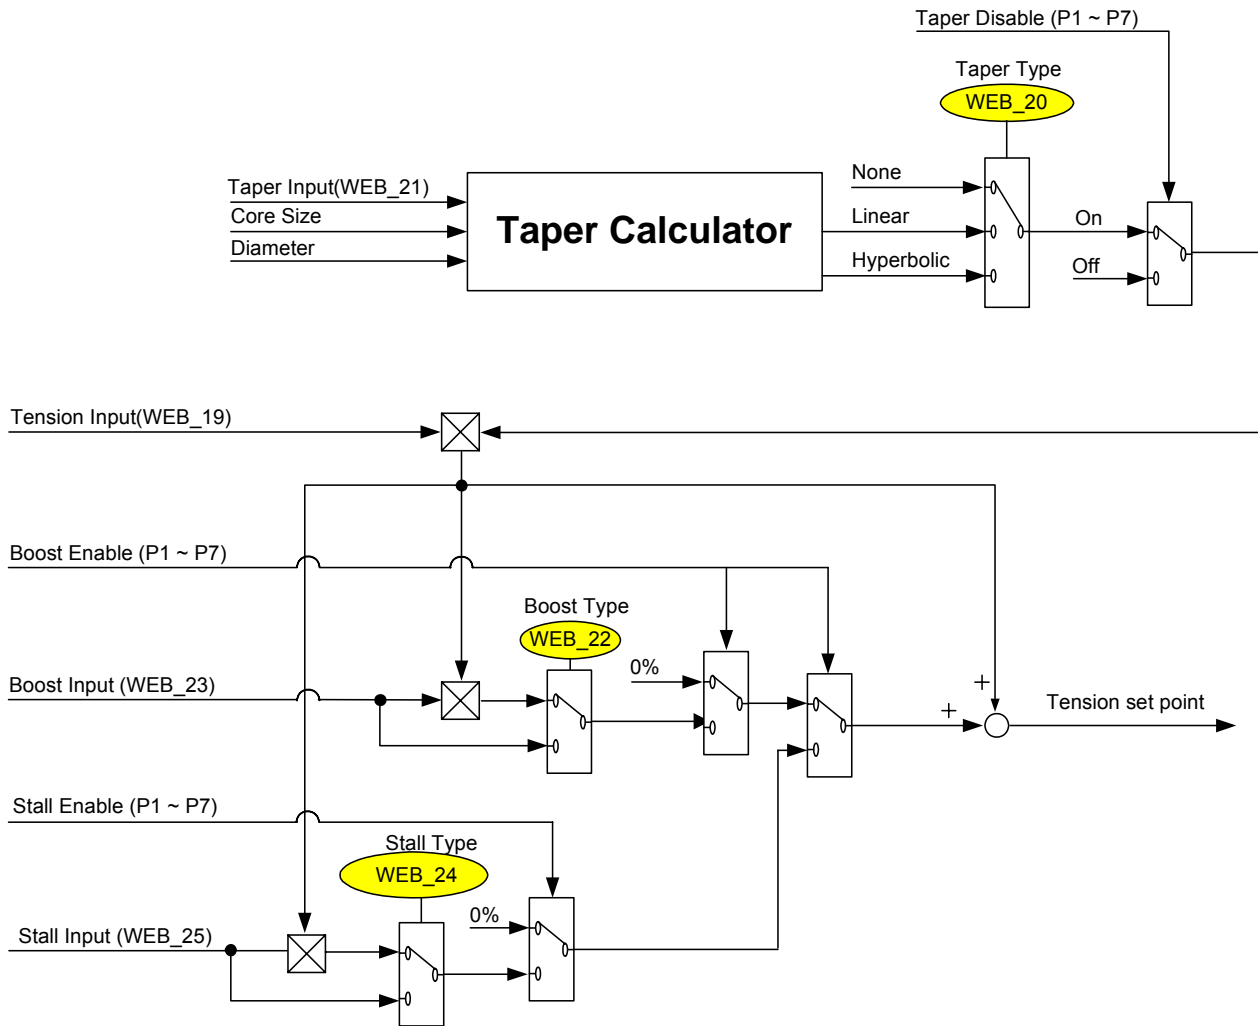 Taper Disable (P1 ~ P7)
Taper Type
WEB_20
Taper Input(WEB_21)
Core Size
Diameter
Taper Calculator
None
Linear
Hyperbolic
On
Off
Tension Input(WEB_19)
Boost Enable (P1 ~ P7)
Boost Type
WEB_22
0%
Boost Input (WEB_23)
+
+
Tension set point
Stall Enable (P1 ~ P7)
Stall Type
WEB_24
0%
Stall Input (WEB_25)